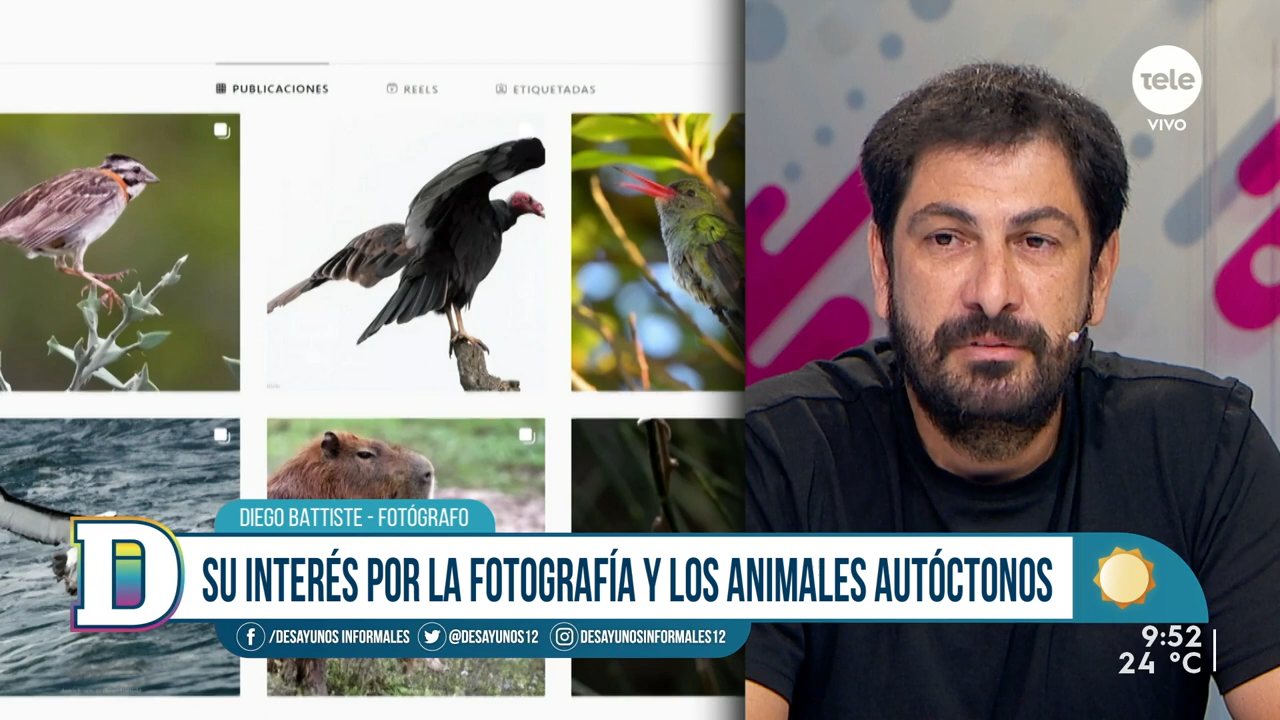 PUBLICACIONES
REELS
ETIQUETADAS
tele
VIVO
DIEGO BATTISTE - FOTÓGRAFO
D
SU INTERÉS POR LA FOTOGRAFÍA Y LOS ANIMALES AUTÓCTONOS
/DESAYUNOS INFORMALES @DESAYUNOS12 DESAYUNOSINFORMALES12
9:52
24 °C